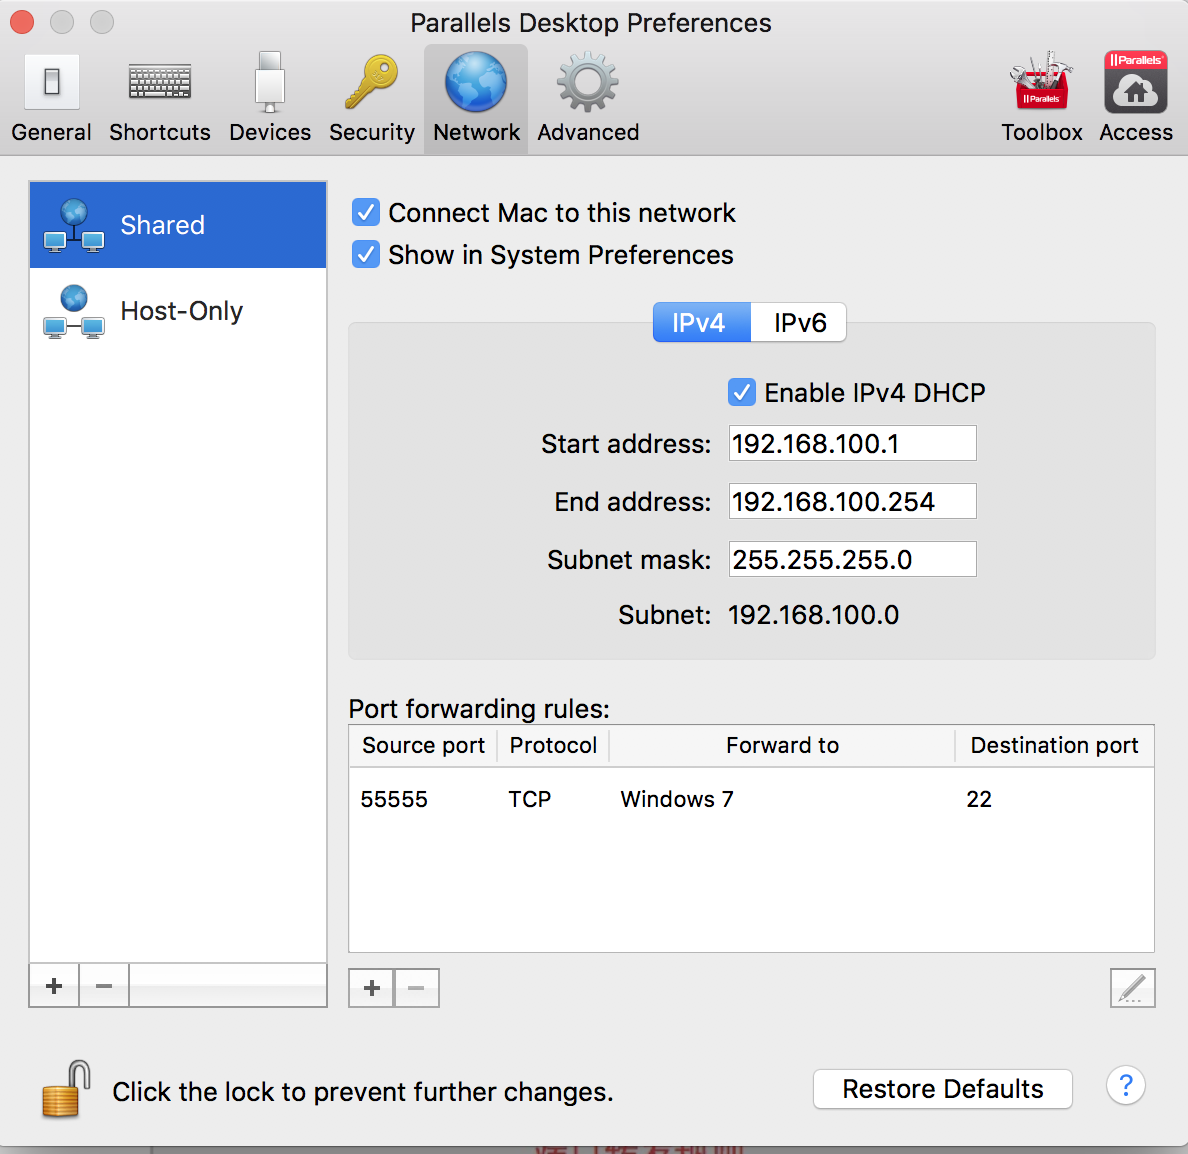 Parallels Desktop Preferences
General Shortcuts Devices Security Network Advanced Toolbox Access
|| Parallels
|| Parallels
Shared
Host-Only
Connect Mac to this network
Show in System Preferences
IPv4 IPv6
Enable IPv4 DHCP
Start address: 192.168.100.1
End address: 192.168.100.254
Subnet mask: 255.255.255.0
Subnet: 192.168.100.0
Port forwarding rules:
Source port Protocol Forward to Destination port
55555 TCP Windows 7 22
Click the lock to prevent further changes.
Restore Defaults ?